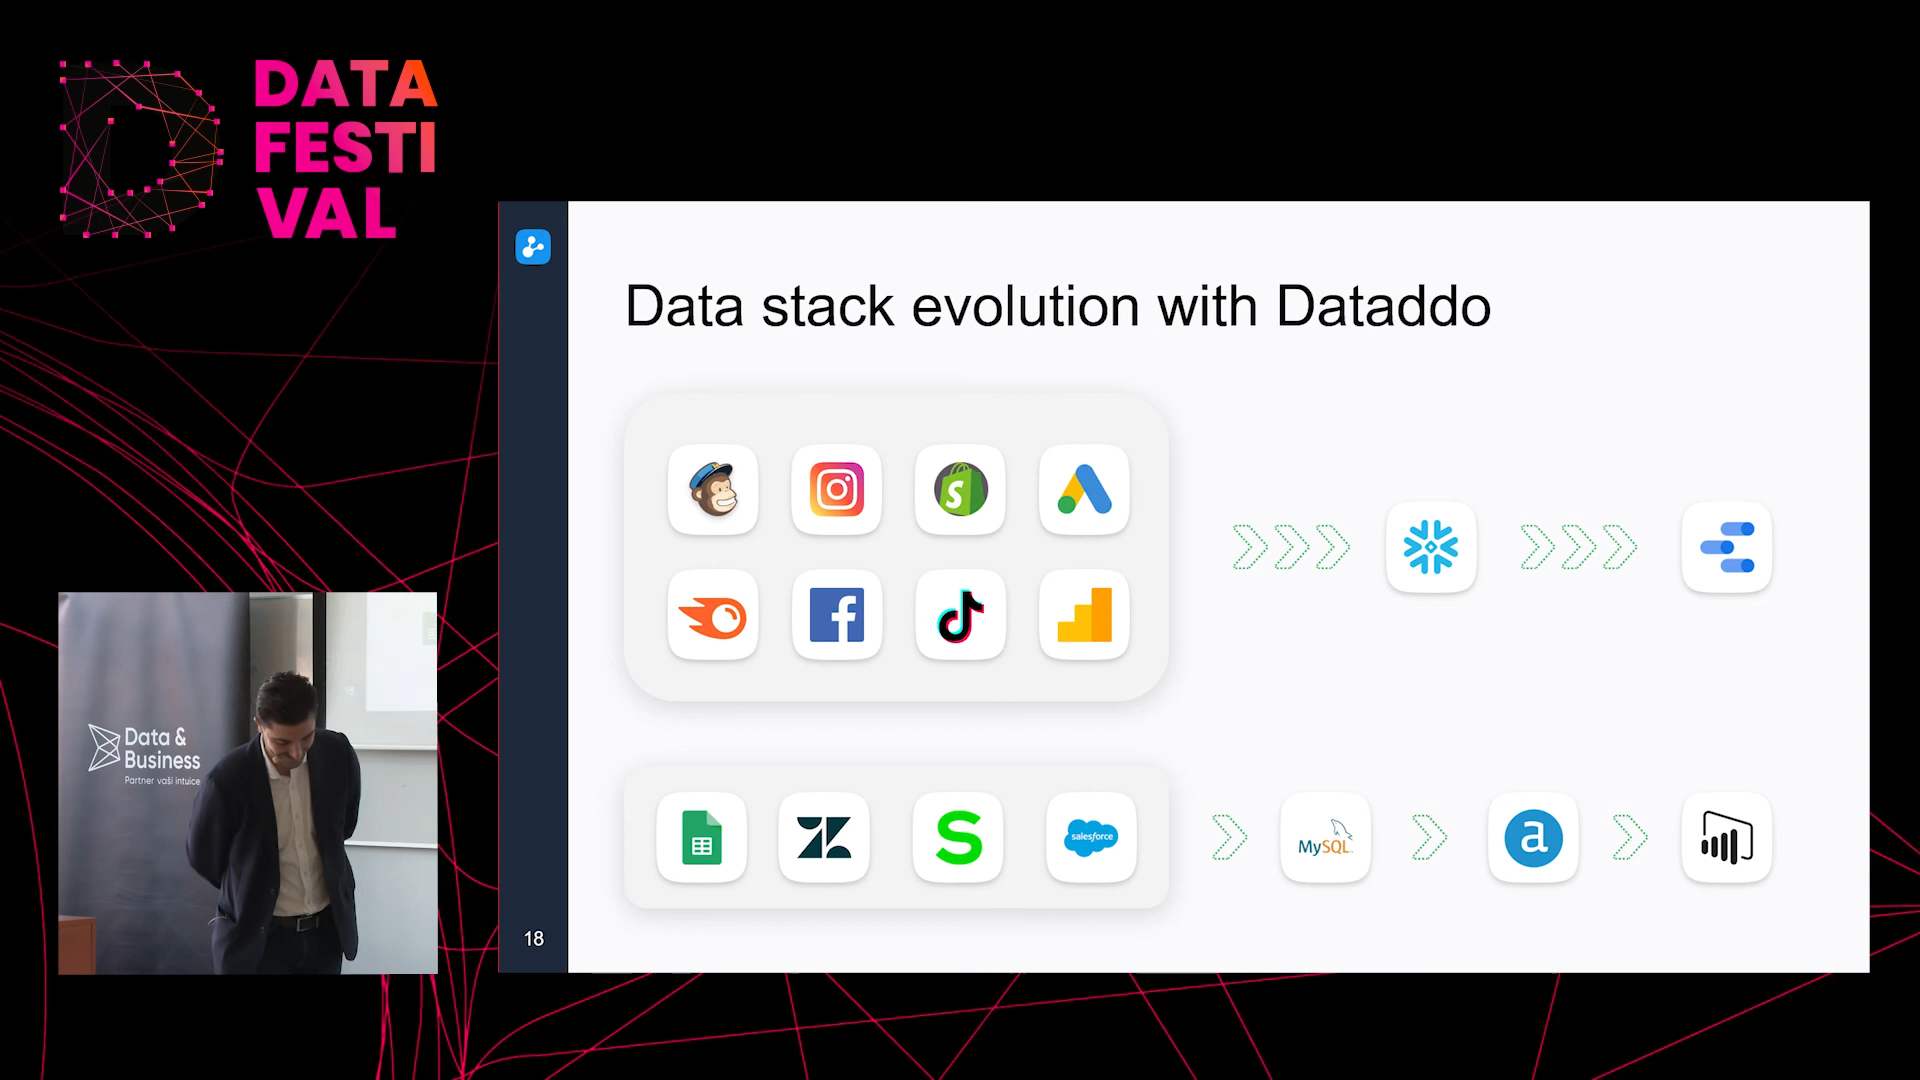 DATA
FESTI
VAL
Data stack evolution with Dataddo
salesforce
MySQL
a
18
Data &
Business
Partner vaší intuice